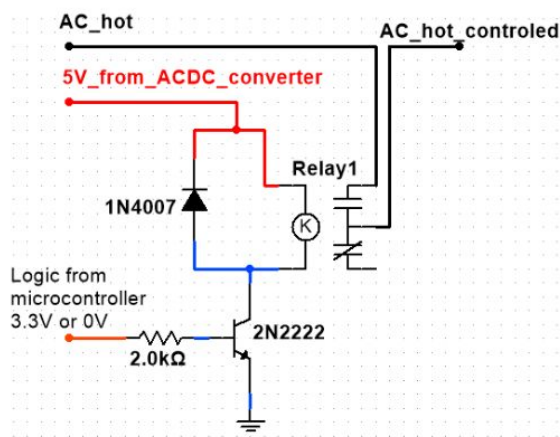 AC_hot
AC_hot_controled
5V_from_ACDC_converter
Relay1
1N4007
K
Logic from
microcontroller
3.3V or 0V
2N2222
2.0kΩ